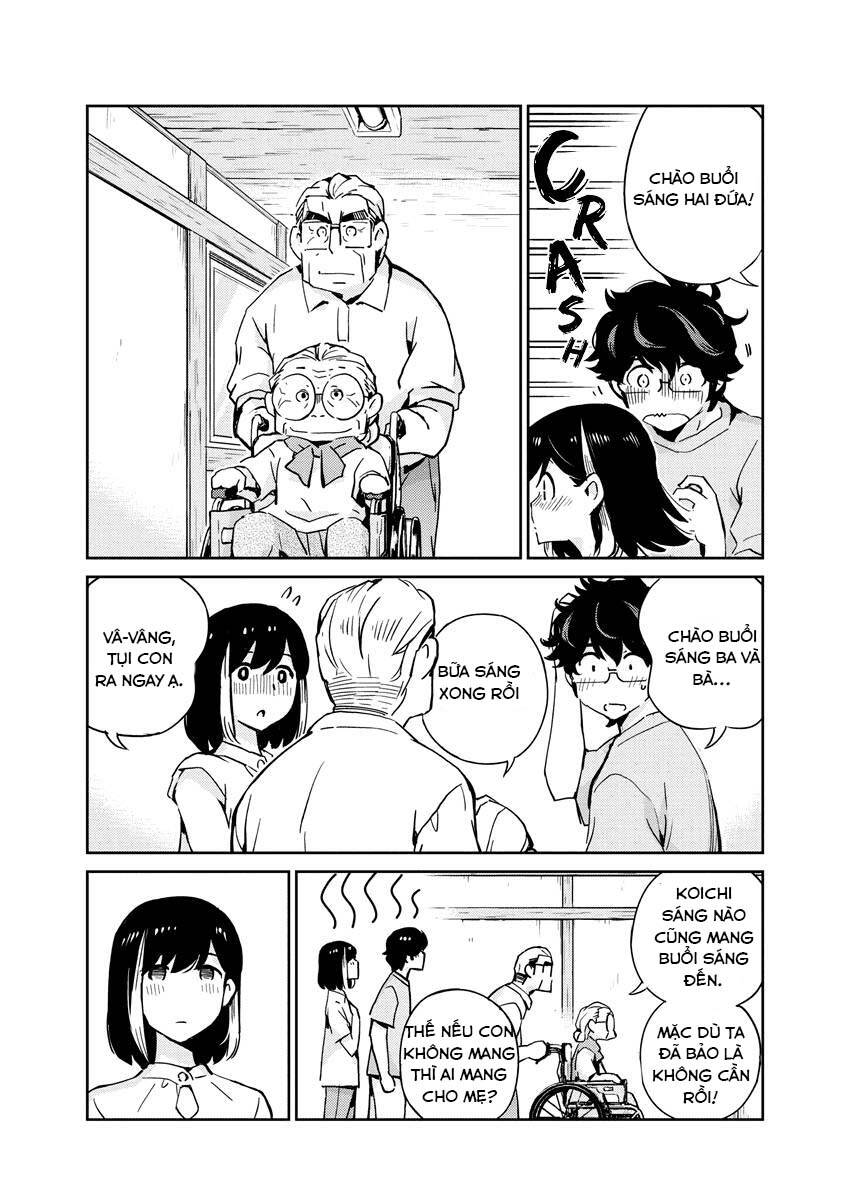 CHÀO BUỔI
SÁNG HAI ĐỨA!
CRASH
CHÀO BUỔI
SÁNG BA VÀ
BÀ...
BỮA SÁNG
XONG RỒI
VÂ-VÂNG,
TỤI CON
RA NGAY Ạ.
KOICHI
SÁNG NÀO
CŨNG MANG
BUỔI SÁNG
ĐẾN.
MẶC DÙ TA
ĐÃ BẢO LÀ
KHÔNG CẦN
RỒI!
THẾ NẾU CON
KHÔNG MANG
THÌ AI MANG
CHO MẸ?